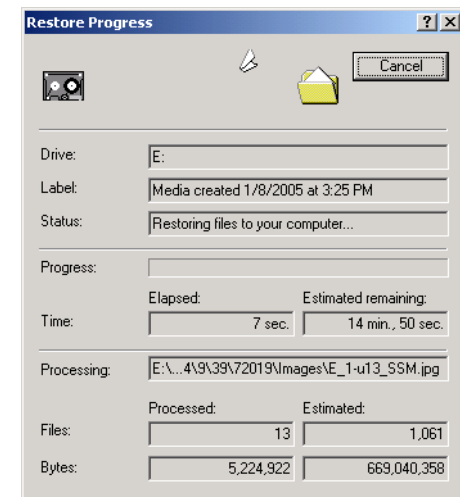 Restore Progress
Cancel
Drive: E:
Label: Media created 1/8/2005 at 3:25 PM
Status: Restoring files to your computer...
Progress:
Elapsed: Estimated remaining:
Time: 7 sec. 14 min., 50 sec.
Processing: E:\...4\9\39\72019\Images\E_1-u13_SSM.jpg
Processed: Estimated:
Files: 13 1,061
Bytes: 5,224,922 669,040,358